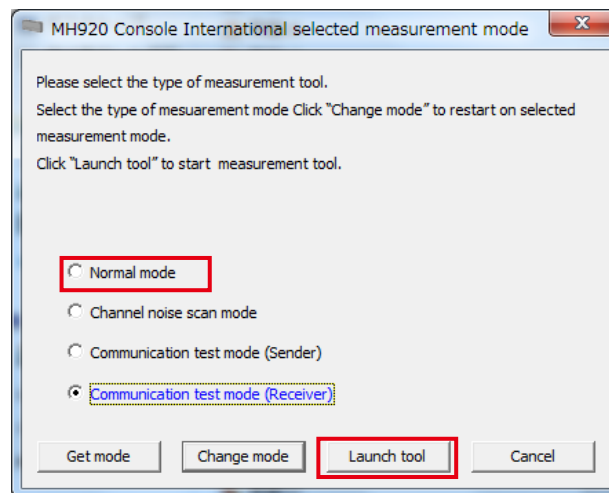 MH920 Console International selected measurement mode
Please select the type of measurement tool.
Select the type of mesuarement mode Click “Change mode” to restart on selected
measurement mode.
Click “Launch tool” to start  measurement tool.
Normal mode
Channel noise scan mode
Communication test mode (Sender)
Communication test mode (Receiver)
Get mode Change mode Launch tool Cancel